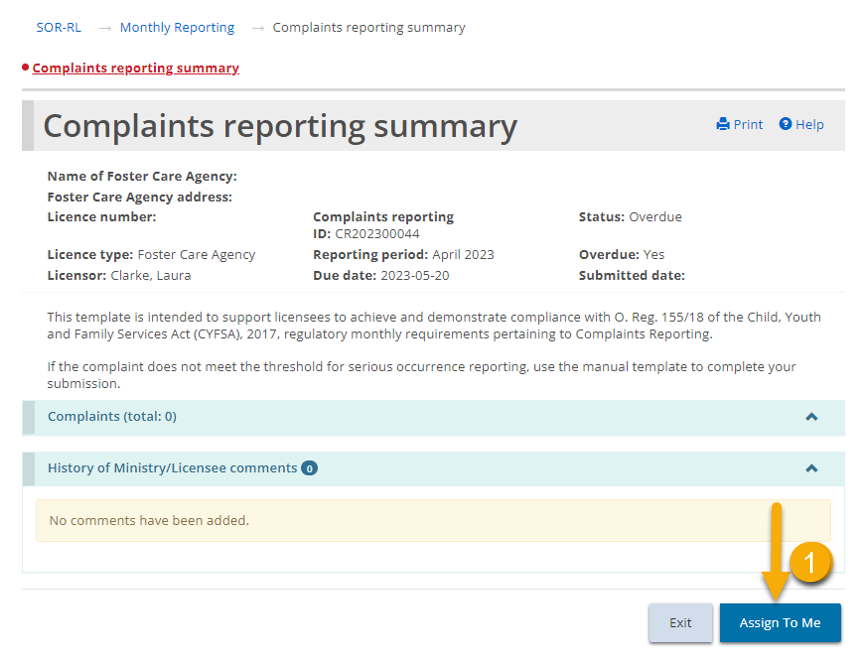 SOR-RL → Monthly Reporting → Complaints reporting summary
Complaints reporting summary
Complaints reporting summary
Print ? Help
Name of Foster Care Agency:
Foster Care Agency address:
Licence number: Complaints reporting Status: Overdue
ID: CR202300044
Licence type: Foster Care Agency Reporting period: April 2023 Overdue: Yes
Licensor: Clarke, Laura Due date: 2023-05-20 Submitted date:
This template is intended to support licensees to achieve and demonstrate compliance with O. Reg. 155/18 of the Child, Youth
and Family Services Act (CYFSA), 2017, regulatory monthly requirements pertaining to Complaints Reporting.
If the complaint does not meet the threshold for serious occurrence reporting, use the manual template to complete your
submission.
Complaints (total: 0)
History of Ministry/Licensee comments 0
No comments have been added.
1
Exit Assign To Me